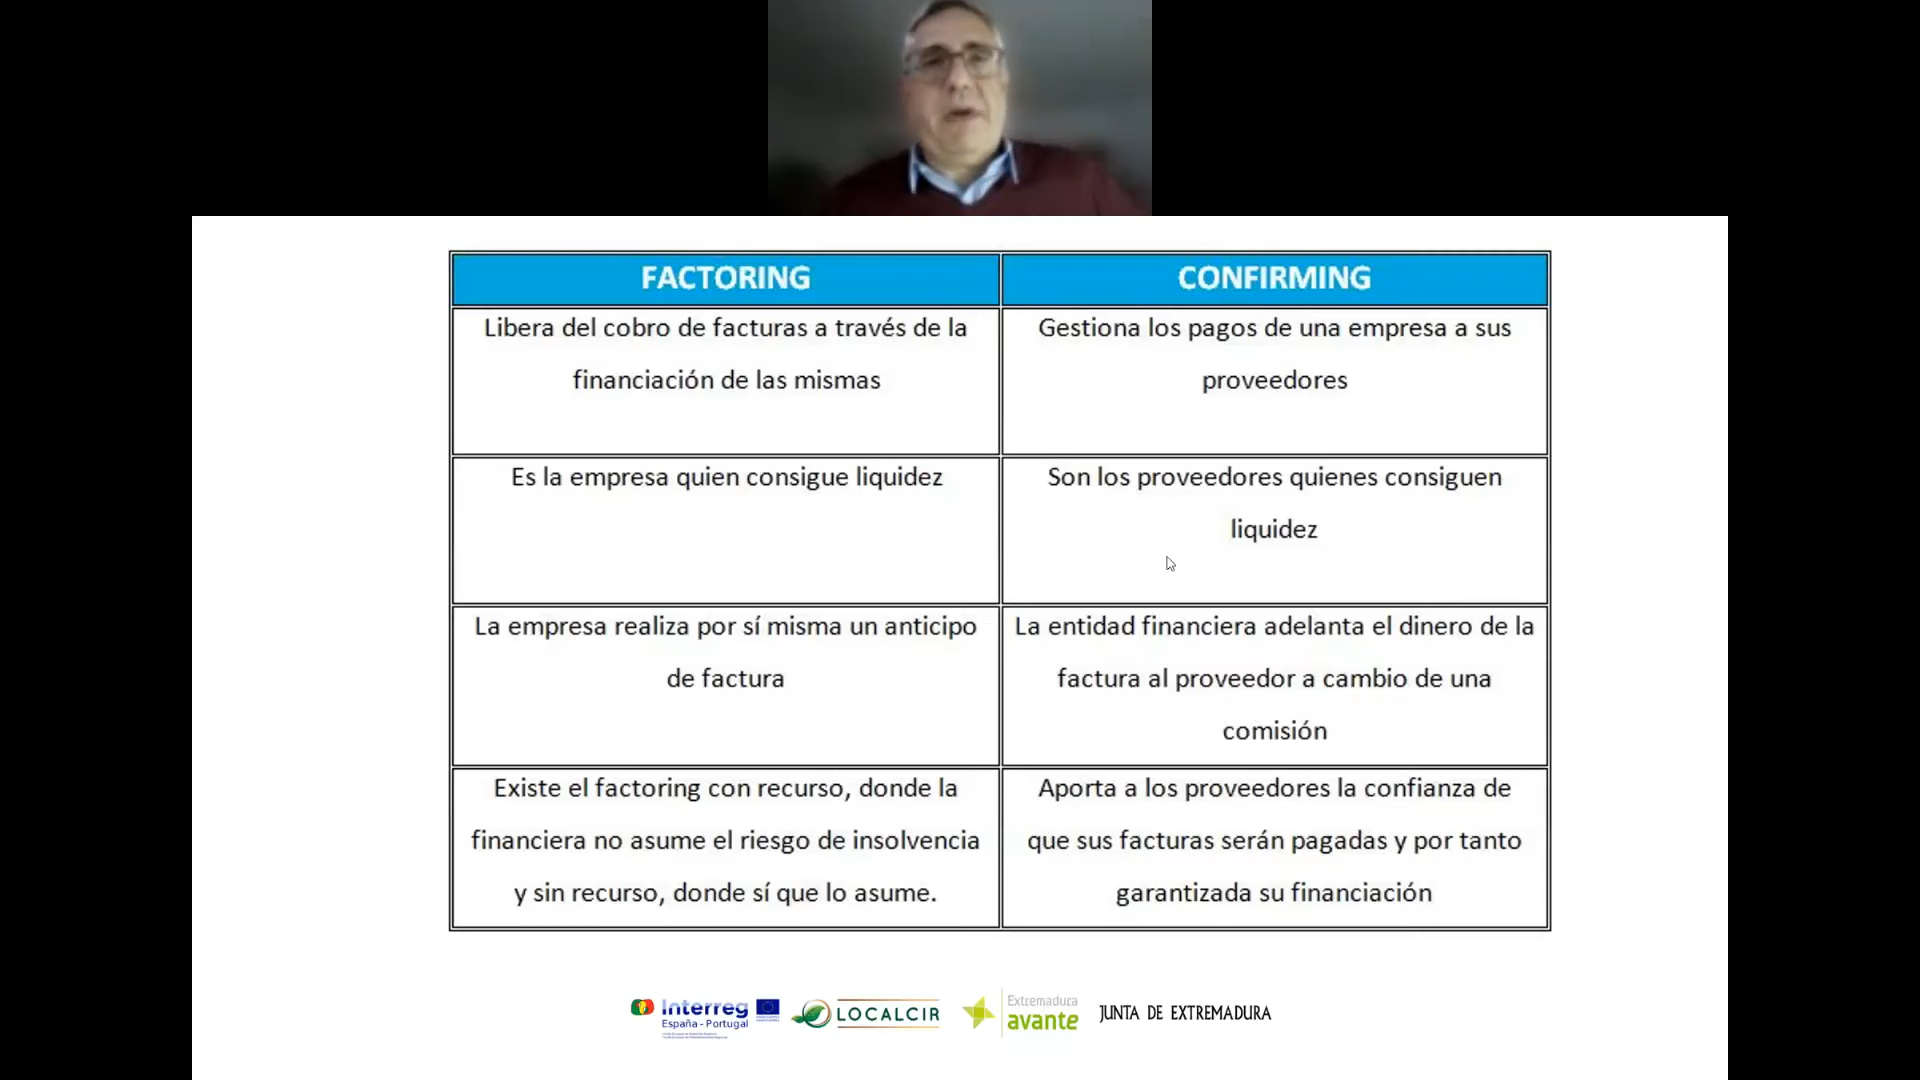 FACTORING
CONFIRMING
Libera del cobro de facturas a través de la
financiación de las mismas
Gestiona los pagos de una empresa a sus
proveedores
Es la empresa quien consigue liquidez
Son los proveedores quienes consiguen
liquidez
La empresa realiza por sí misma un anticipo
de factura
La entidad financiera adelanta el dinero de la
factura al proveedor a cambio de una
comisión
Existe el factoring con recurso, donde la
financiera no asume el riesgo de insolvencia
y sin recurso, donde sí que lo asume.
Aporta a los proveedores la confianza de
que sus facturas serán pagadas y por tanto
garantizada su financiación
Interreg
España - Portugal
LOCALCIR
Extremadura
avante
JUNTA DE EXTREMADURA